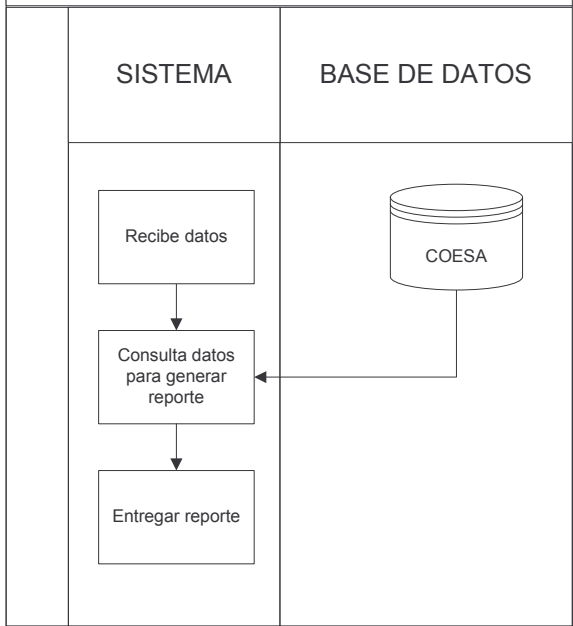 SISTEMA
BASE DE DATOS
Recibe datos
COESA
Consulta datos
para generar
reporte
Entregar reporte